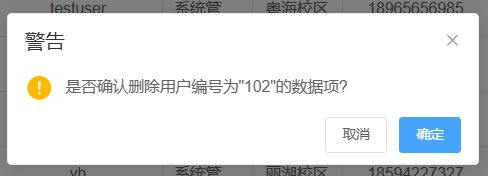 testuser 系统管 粤海校区 18965656985
警告
是否确认删除用户编号为"102"的数据项?
取消 确定
yh 系统管 丽湖校区 18594227327